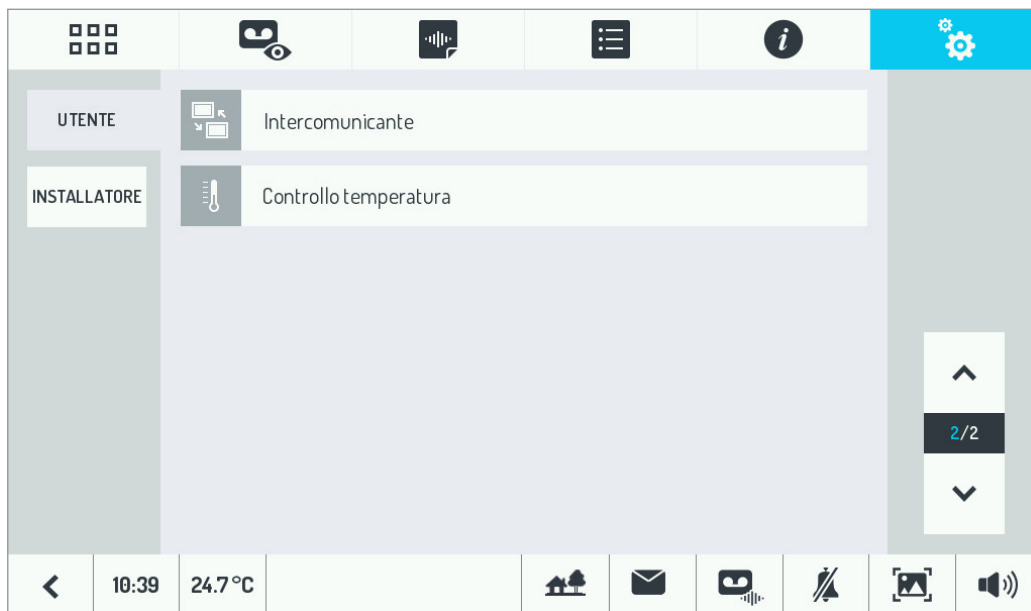 UTENTE
Intercomunicante
INSTALLATORE
Controllo temperatura
2/2
10:39
24.7 °C